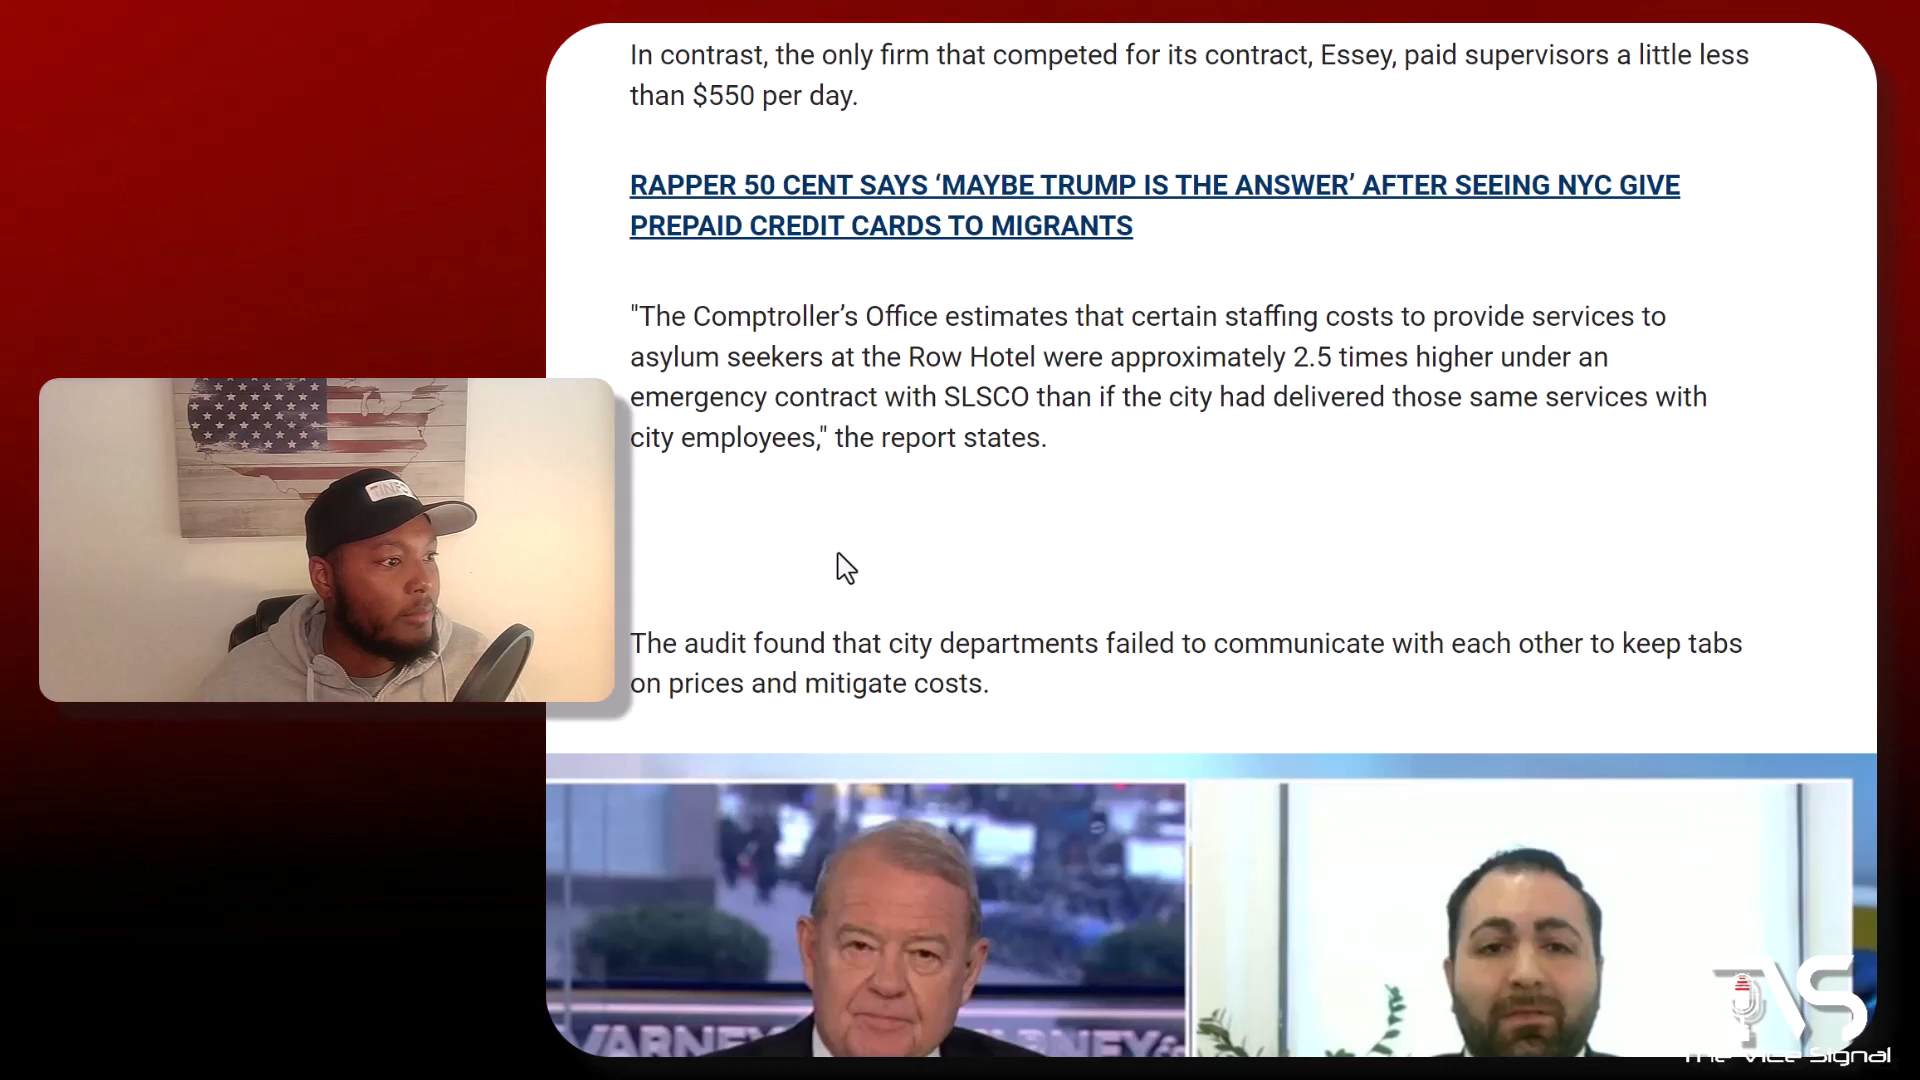 In contrast, the only firm that competed for its contract, Essey, paid supervisors a little less
than $550 per day.
RAPPER 50 CENT SAYS ‘MAYBE TRUMP IS THE ANSWER’ AFTER SEEING NYC GIVE
PREPAID CREDIT CARDS TO MIGRANTS
"The Comptroller’s Office estimates that certain staffing costs to provide services to
asylum seekers at the Row Hotel were approximately 2.5 times higher under an
emergency contract with SLSCO than if the city had delivered those same services with
city employees," the report states.
The audit found that city departments failed to communicate with each other to keep tabs
on prices and mitigate costs.
VARNEY
TVS
The Vice Signal